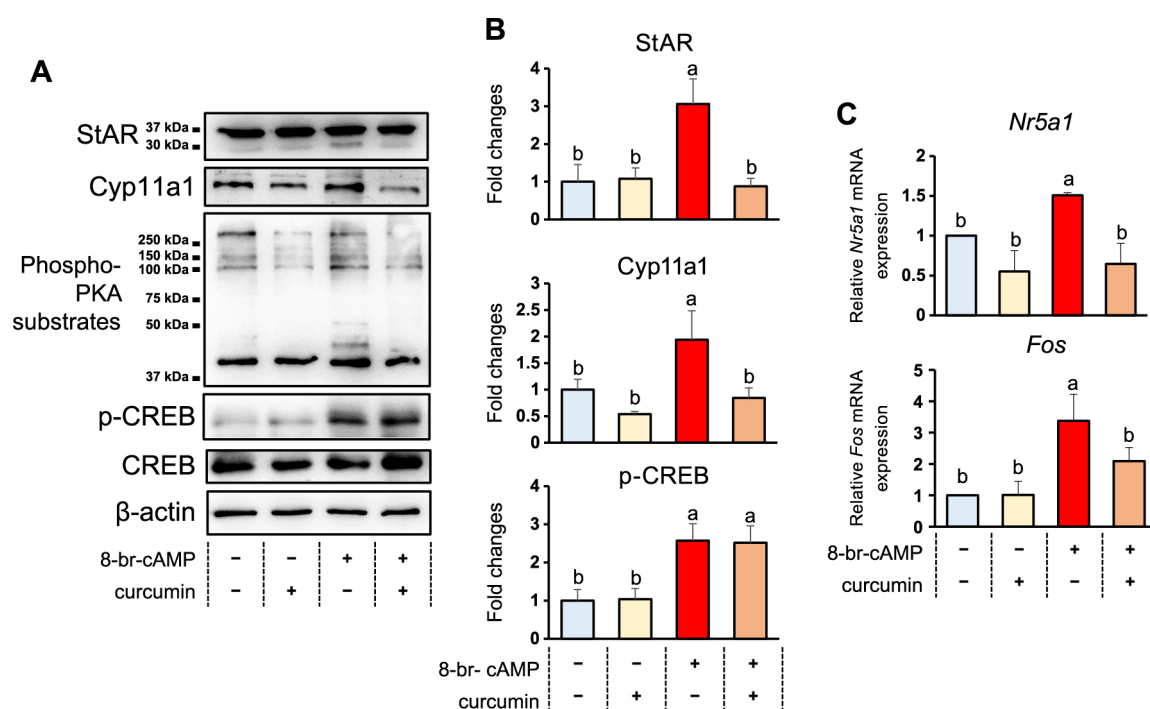 A
StAR
37 kDa
30 kDa
Cyp11a1
Phospho-
PKA
substrates
250 kDa
150 kDa
100 kDa
75 kDa
50 kDa
37 kDa
p-CREB
CREB
β-actin
8-br-cAMP − − + +
curcumin − + − +
B
StAR
Fold changes
4
3
2
1
0
b b a b
Cyp11a1
Fold changes
3
2.5
2
1.5
1
0.5
0
b b a b
p-CREB
Fold changes
4
3
2
1
0
b b a a
8-br- cAMP − − + +
curcumin − + − +
C
Nr5a1
Relative Nr5a1 mRNA
expression
2
1.5
1
0.5
0
b b a b
Fos
Relative Fos mRNA
expression
5
4
3
2
1
0
b b a b
8-br-cAMP − − + +
curcumin − + − +